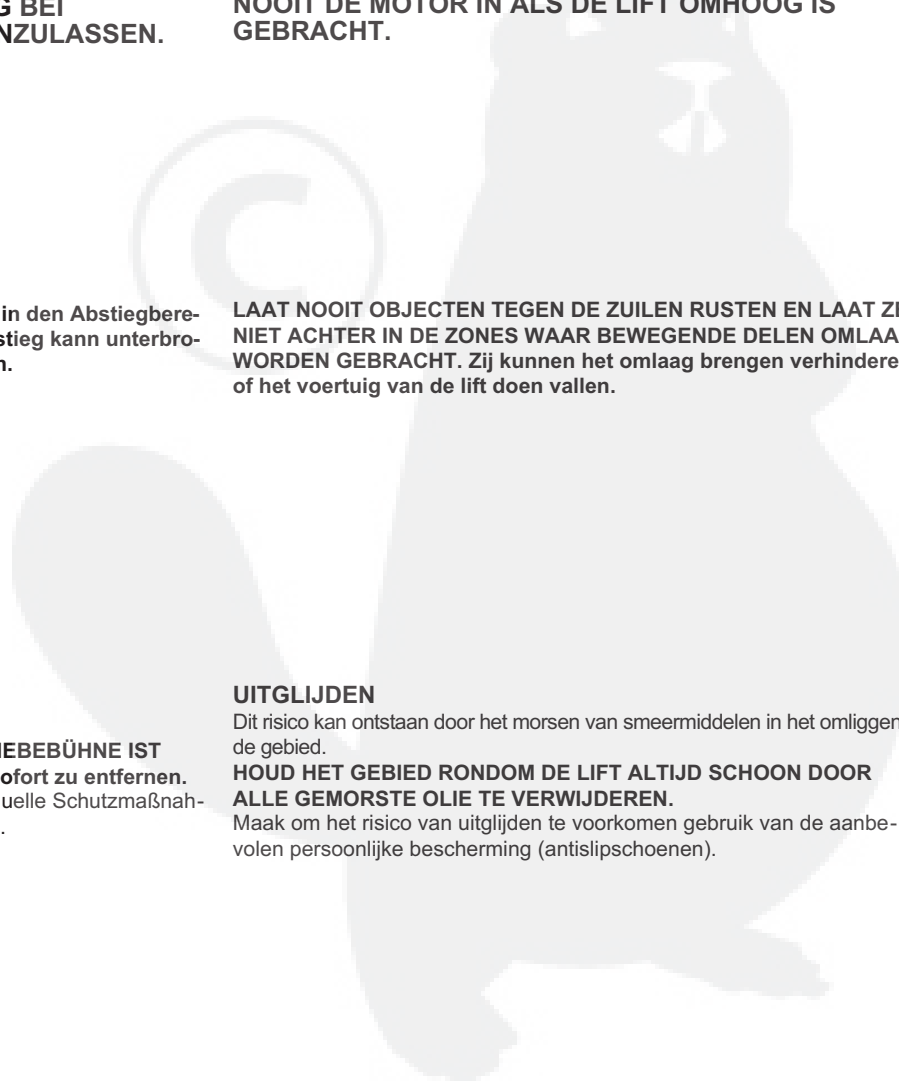 G BEI
NZULASSEN.
in den Abstiegbere-
stieg kann unterbro-
n.
IEBEBÜHNE IST
ofort zu entfernen.
uelle Schutzmaßnah-
.
NOOIT DE MOTOR IN ALS DE LIFT OMHOOG IS
GEBRACHT.
©
LAAT NOOIT OBJECTEN TEGEN DE ZUILEN RUSTEN EN LAAT ZE
NIET ACHTER IN DE ZONES WAAR BEWEGENDE DELEN OMLAA
WORDEN GEBRACHT. Zij kunnen het omlaag brengen verhindere
of het voertuig van de lift doen vallen.
UITGLIJDEN
Dit risico kan ontstaan door het morsen van smeermiddelen in het omliggen
de gebied.
HOUD HET GEBIED RONDOM DE LIFT ALTIJD SCHOON DOOR
ALLE GEMORSTE OLIE TE VERWIJDEREN.
Maak om het risico van uitglijden te voorkomen gebruik van de aanbe-
volen persoonlijke bescherming (antislipschoenen).